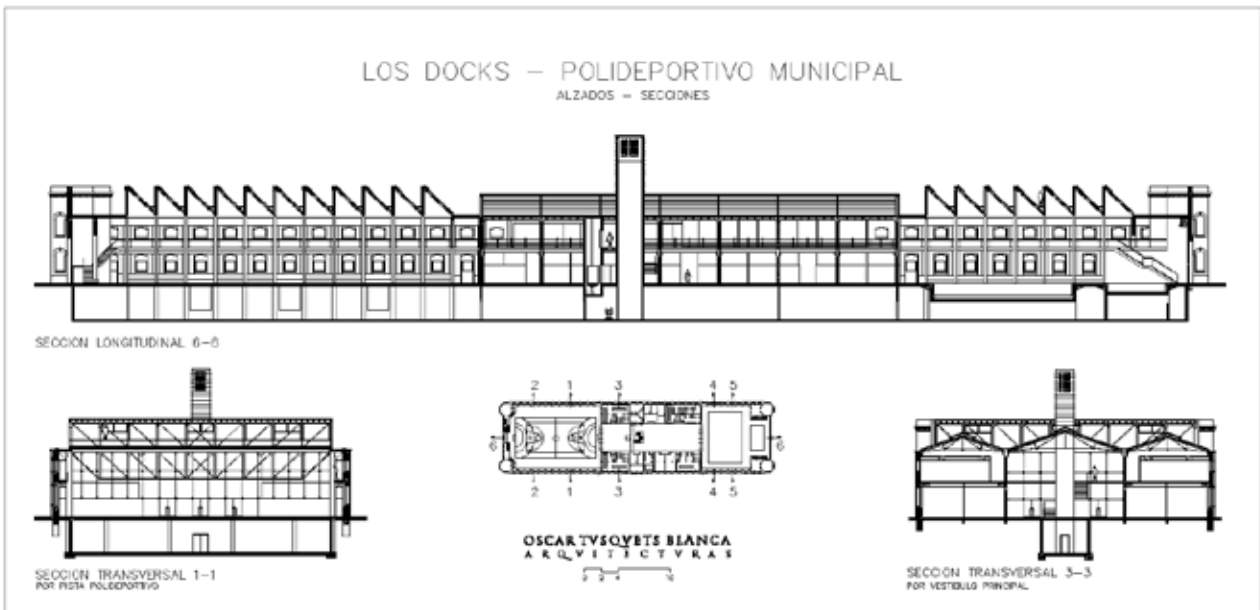 LOS DOCKS – POLIDEPORTIVO MUNICIPAL
ALZADOS – SECCIONES
SECCION LONGITUDINAL 6–6
2 1 3 4 5
6 6
2 1 3 4 5
SECCION TRANSVERSAL 1–1
POR PISTA POLIDEPORTIVO
OSCAR TVSQVETS BLANCA
ARQVITECTVRAS
SECCION TRANSVERSAL 3–3
POR VESTIBULO PRINCIPAL